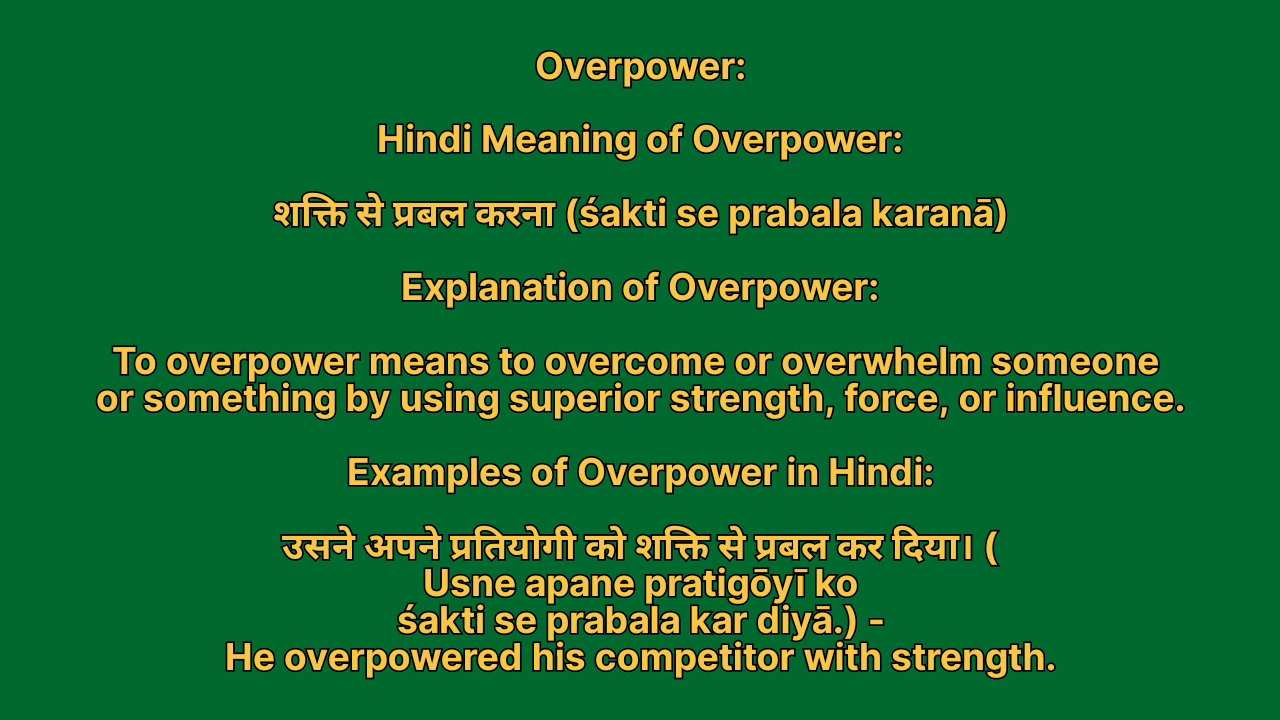 Overpower:
Hindi Meaning of Overpower:
शक्ति से प्रबल करना (śakti se prabala karanā)
Explanation of Overpower:
To overpower means to overcome or overwhelm someone
or something by using superior strength, force, or influence.
Examples of Overpower in Hindi:
उसने अपने प्रतियोगी को शक्ति से प्रबल कर दिया। (
Usne apane pratigōyī ko
śakti se prabala kar diyā.) -
He overpowered his competitor with strength.